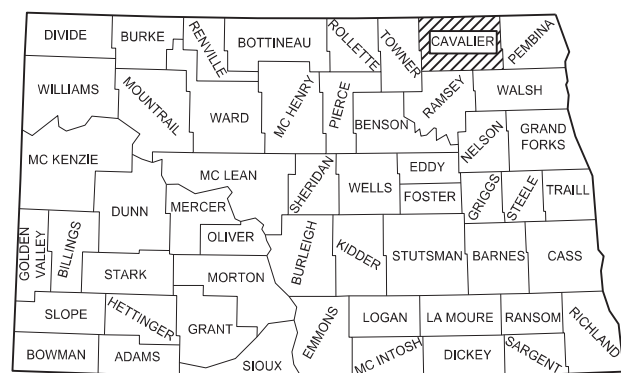 DIVIDE
BURKE
RENVILLE
BOTTINEAU
ROLLETTE
TOWNER
CAVALIER
PEMBINA
WILLIAMS
MOUNTRAIL
WARD
MC HENRY
PIERCE
BENSON
RAMSEY
WALSH
MC KENZIE
MC LEAN
SHERIDAN
WELLS
EDDY
FOSTER
NELSON
GRAND
FORKS
DUNN
MERCER
OLIVER
GRIGGS
STEELE
TRAILL
GOLDEN
VALLEY
BILLINGS
STARK
MORTON
BURLEIGH
KIDDER
STUTSMAN
BARNES
CASS
SLOPE
HETTINGER
GRANT
EMMONS
LOGAN
LA MOURE
RANSOM
RICHLAND
BOWMAN
ADAMS
SIOUX
MC INTOSH
DICKEY
SARGENT